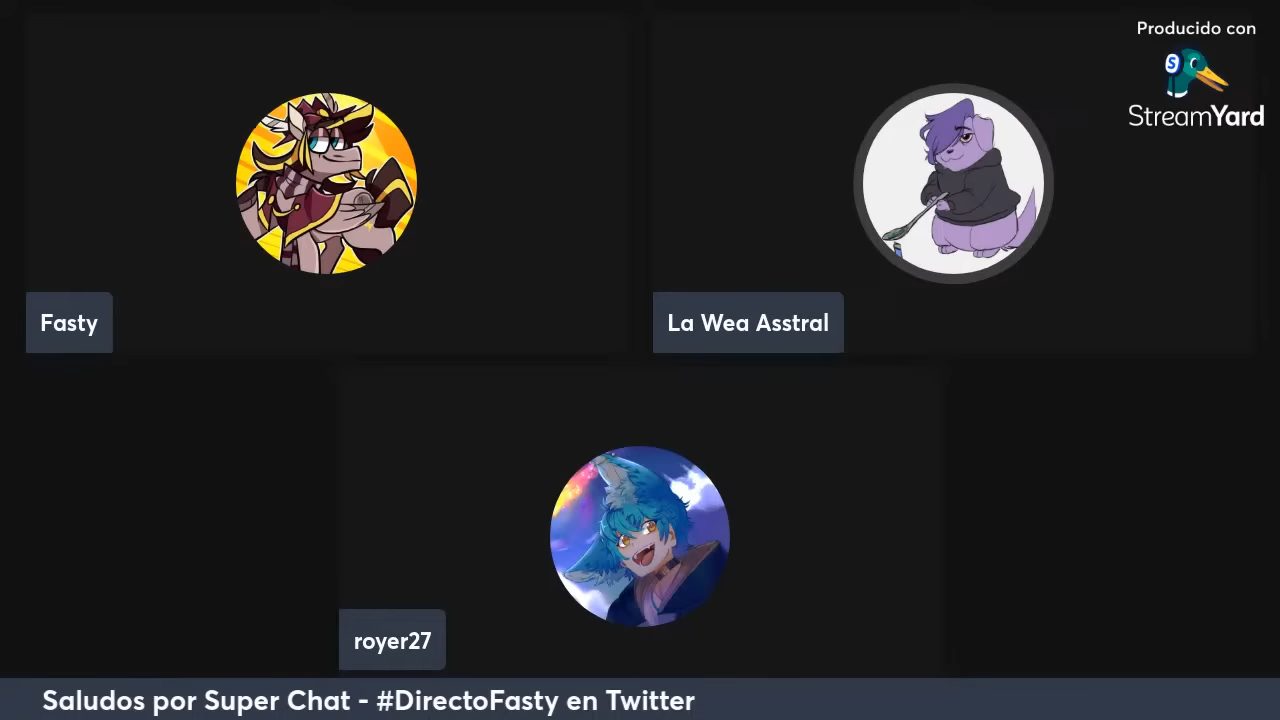 Producido con
S
StreamYard
Fasty
La Wea Asstral
royer27
Saludos por Super Chat - #DirectoFasty en Twitter